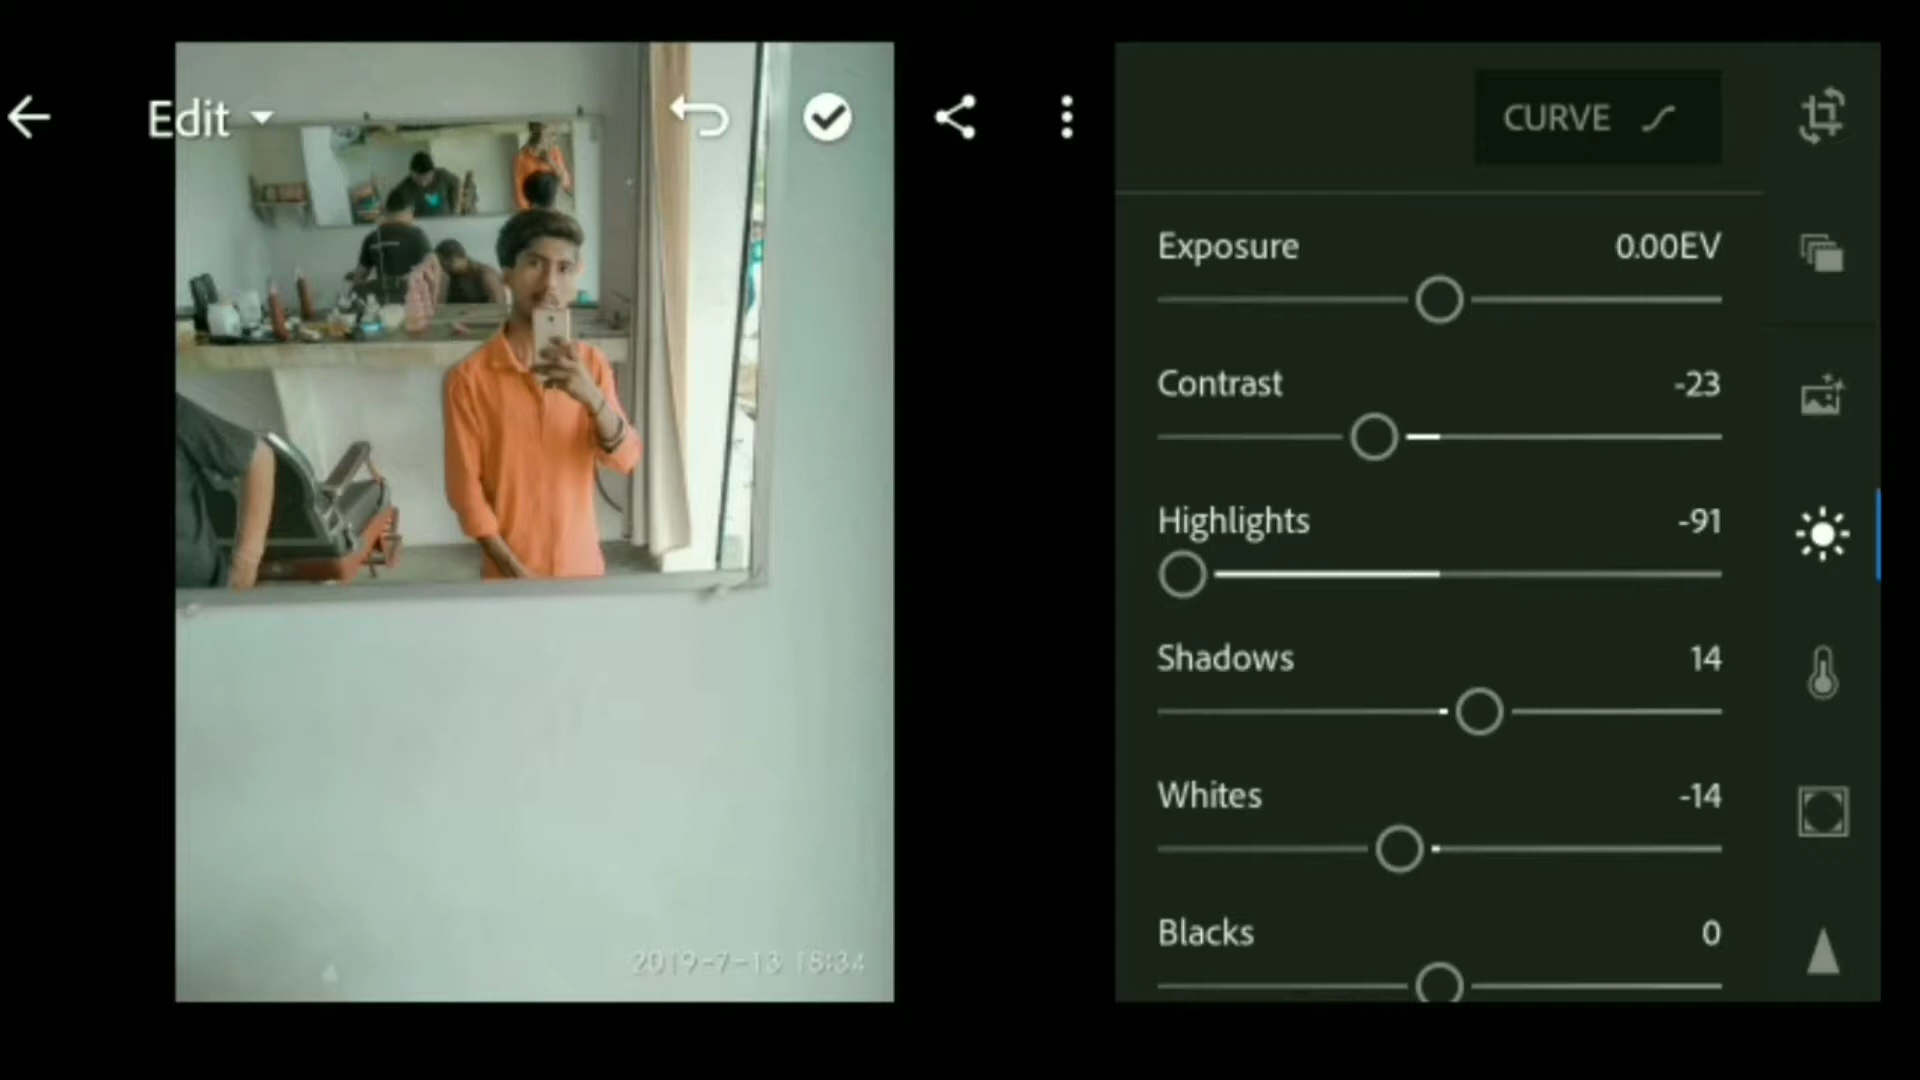 Edit
CURVE
Exposure 0.00EV
Contrast -23
Highlights -91
Shadows 14
Whites -14
Blacks 0
2019-7-13 18:34